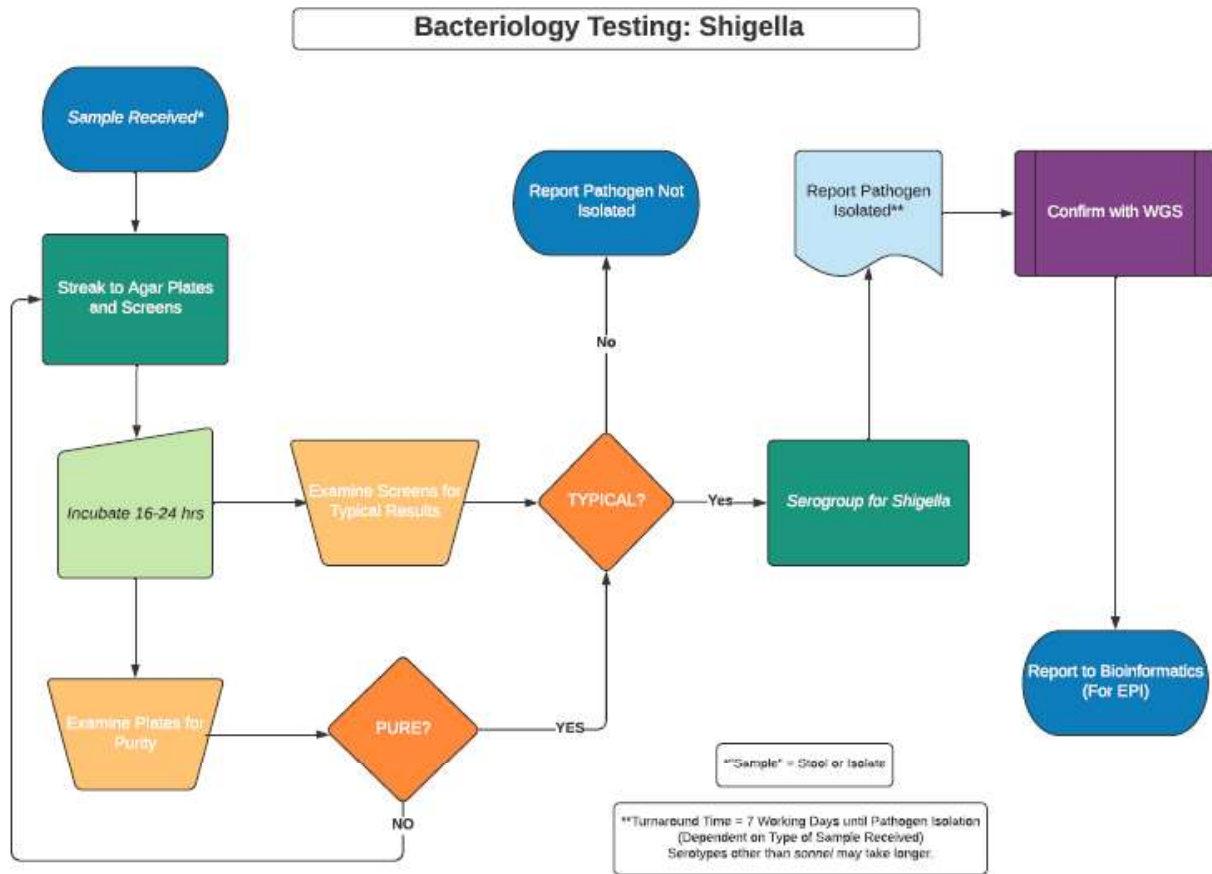 Bacteriology Testing: Shigella
Sample Received*
Streak to Agar Plates
and Screens
Incubate 16-24 hrs
Examine Plates for
Purity
Examine Screens for
Typical Results
PURE?
YES
NO
TYPICAL?
No
Yes
Report Pathogen Not
Isolated
Serogroup for Shigella
Report Pathogen
Isolated**
Confirm with WGS
Report to Bioinformatics
(For EPI)
*"Sample" = Stool or Isolate
**Turnaround Time = 7 Working Days until Pathogen Isolation
(Dependent on Type of Sample Received)
Serotypes other than sonnei may take longer.